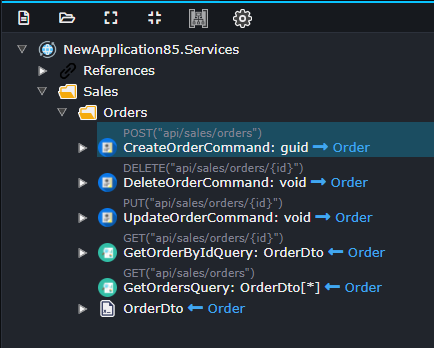 NewApplication85.Services
References
Sales
Orders
POST("api/sales/orders")
CreateOrderCommand: guid → Order
DELETE("api/sales/orders/{id}")
DeleteOrderCommand: void → Order
PUT("api/sales/orders/{id}")
UpdateOrderCommand: void → Order
GET("api/sales/orders/{id}")
GetOrderByIdQuery: OrderDto ← Order
GET("api/sales/orders")
GetOrdersQuery: OrderDto[*] ← Order
OrderDto ← Order